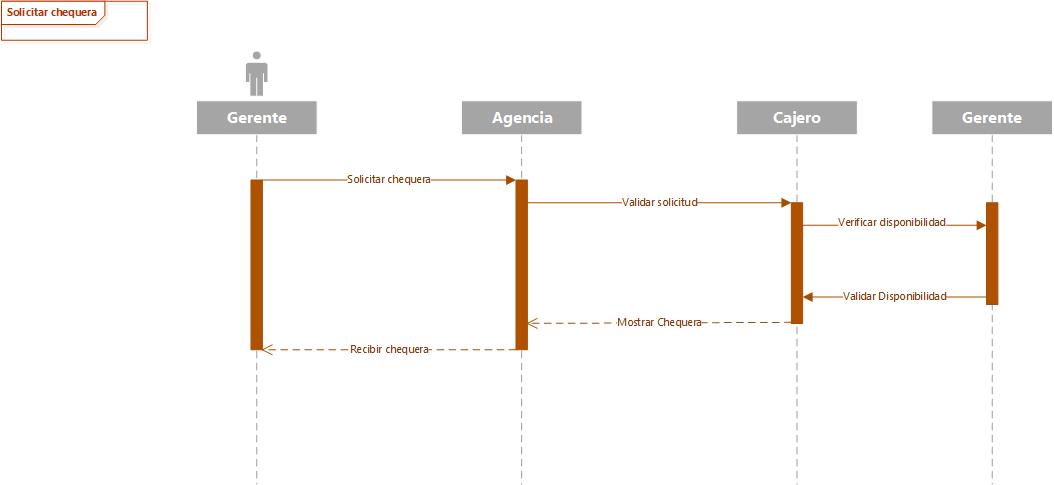 Solicitar chequera
Gerente
Agencia
Cajero
Gerente
Solicitar chequera
Validar solicitud
Verificar disponibilidad
Validar Disponibilidad
Mostrar Chequera
Recibir chequera